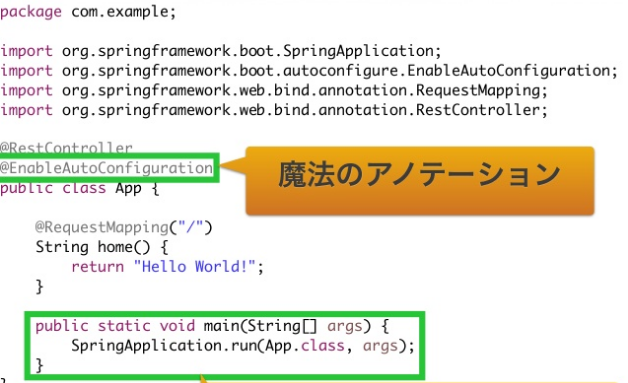 package com.example;
import org.springframework.boot.SpringApplication;
import org.springframework.boot.autoconfigure.EnableAutoConfiguration;
import org.springframework.web.bind.annotation.RequestMapping;
import org.springframework.web.bind.annotation.RestController;
@RestController
@EnableAutoConfiguration
魔法のアノテーション
public class App {
@RequestMapping("/")
String home() {
return "Hello World!";
}
public static void main(String[] args) {
SpringApplication.run(App.class, args);
}
}